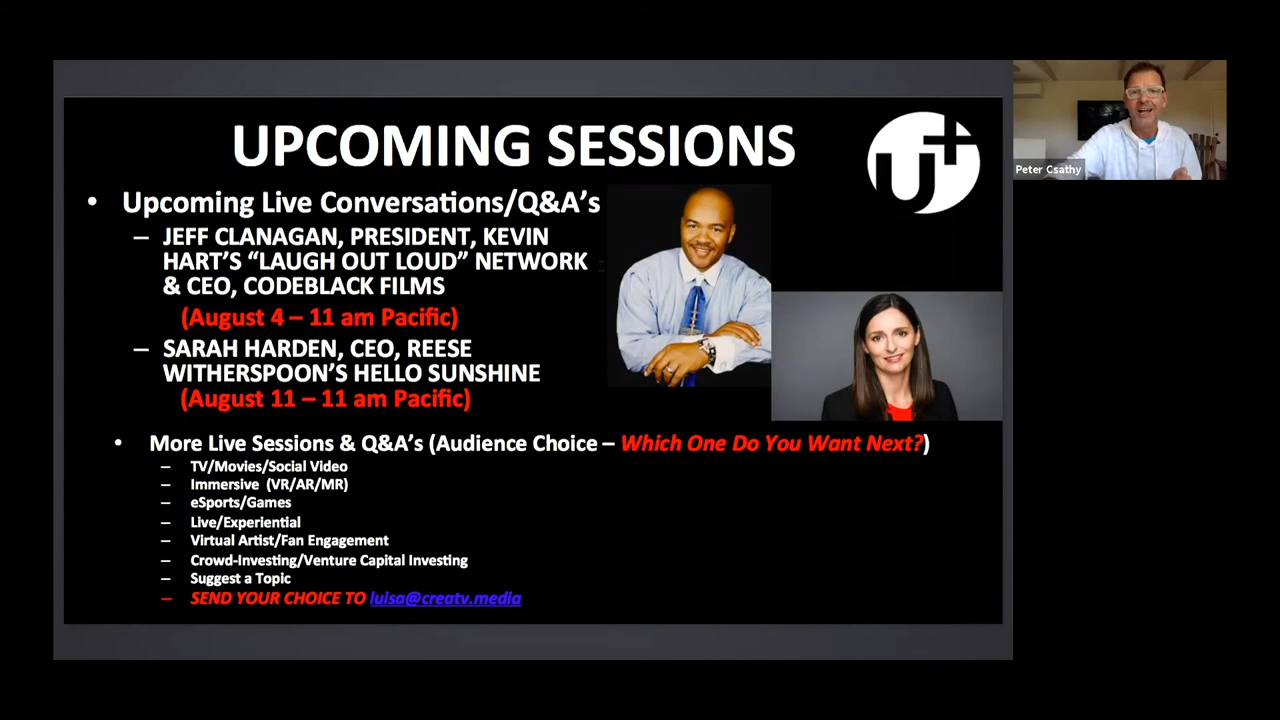 UPCOMING SESSIONS
U+
• Upcoming Live Conversations/Q&A’s
– JEFF CLANAGAN, PRESIDENT, KEVIN
HART’S “LAUGH OUT LOUD” NETWORK
& CEO, CODEBLACK FILMS
(August 4 – 11 am Pacific)
– SARAH HARDEN, CEO, REESE
WITHERSPOON’S HELLO SUNSHINE
(August 11 – 11 am Pacific)
• More Live Sessions & Q&A’s (Audience Choice – Which One Do You Want Next?)
– TV/Movies/Social Video
– Immersive (VR/AR/MR)
– eSports/Games
– Live/Experiential
– Virtual Artist/Fan Engagement
– Crowd-Investing/Venture Capital Investing
– Suggest a Topic
– SEND YOUR CHOICE TO luisa@creatv.media
Peter Csathy